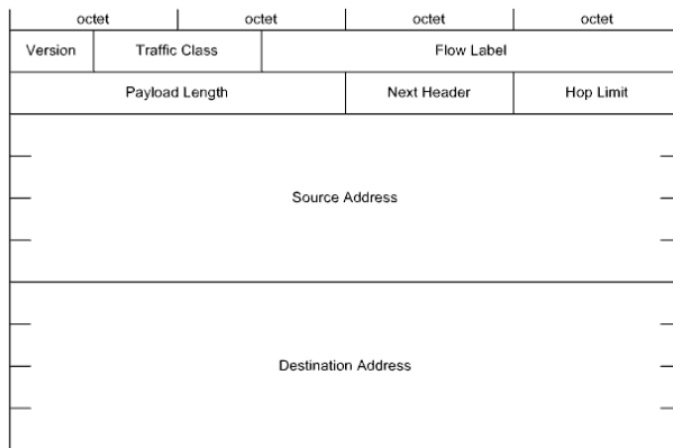 octet octet octet octet
Version Traffic Class Flow Label
Payload Length Next Header Hop Limit
Source Address
Destination Address